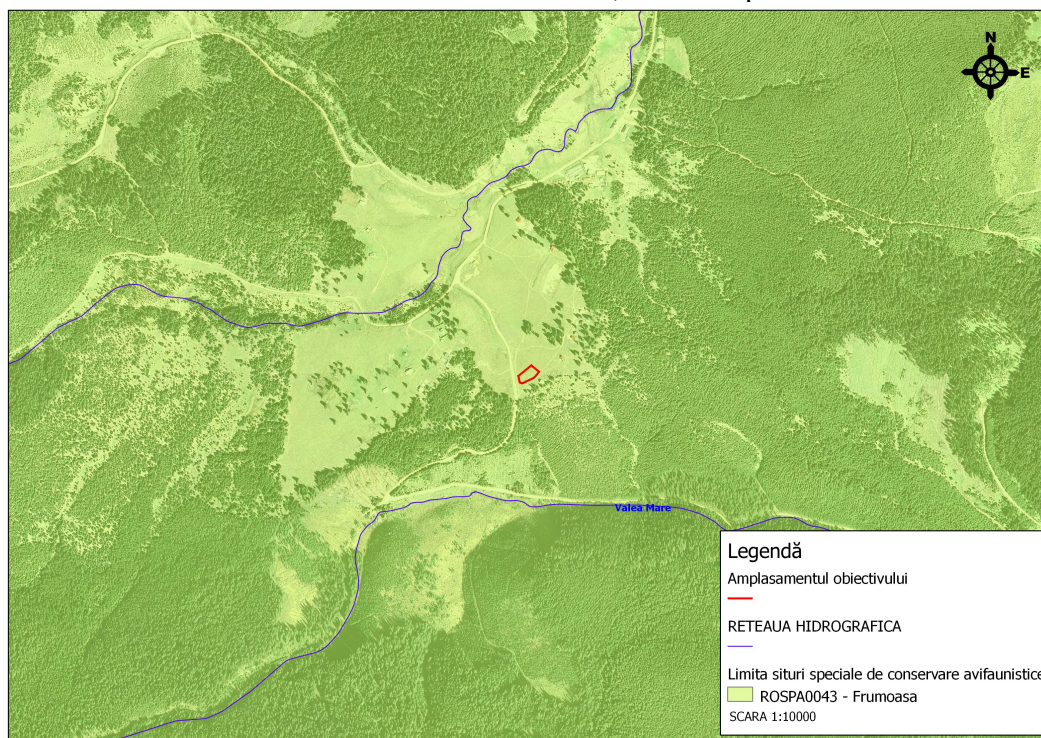 N
E
Valea Mare
Legendă
Amplasamentul obiectivului
RETEAUA HIDROGRAFICA
Limita situri speciale de conservare avifaunistice
ROSPA0043 - Frumoasa
SCARA 1:10000